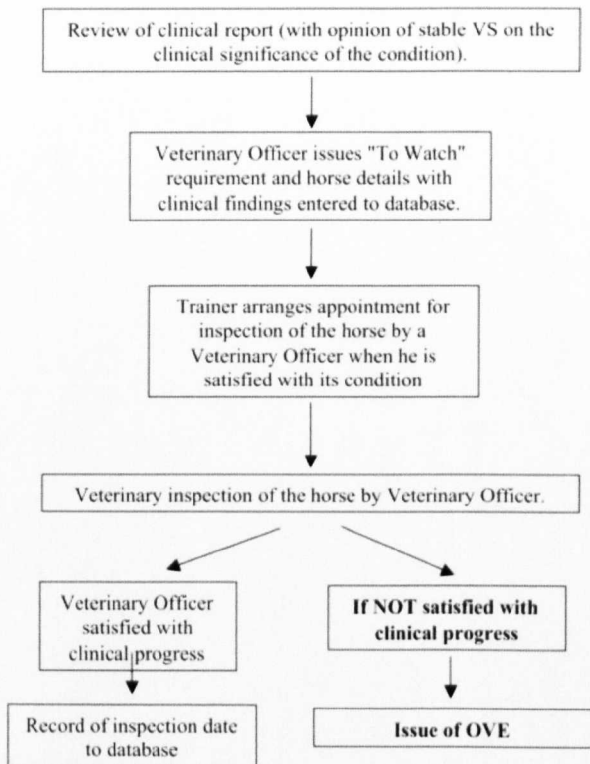 Review of clinical report (with opinion of stable VS on the
clinical significance of the condition).
Veterinary Officer issues "To Watch"
requirement and horse details with
clinical findings entered to database.
Trainer arranges appointment for
inspection of the horse by a
Veterinary Officer when he is
satisfied with its condition
Veterinary inspection of the horse by Veterinary Officer.
Veterinary Officer
satisfied with
clinical progress
If NOT satisfied with
clinical progress
Record of inspection date
to database
Issue of OVE